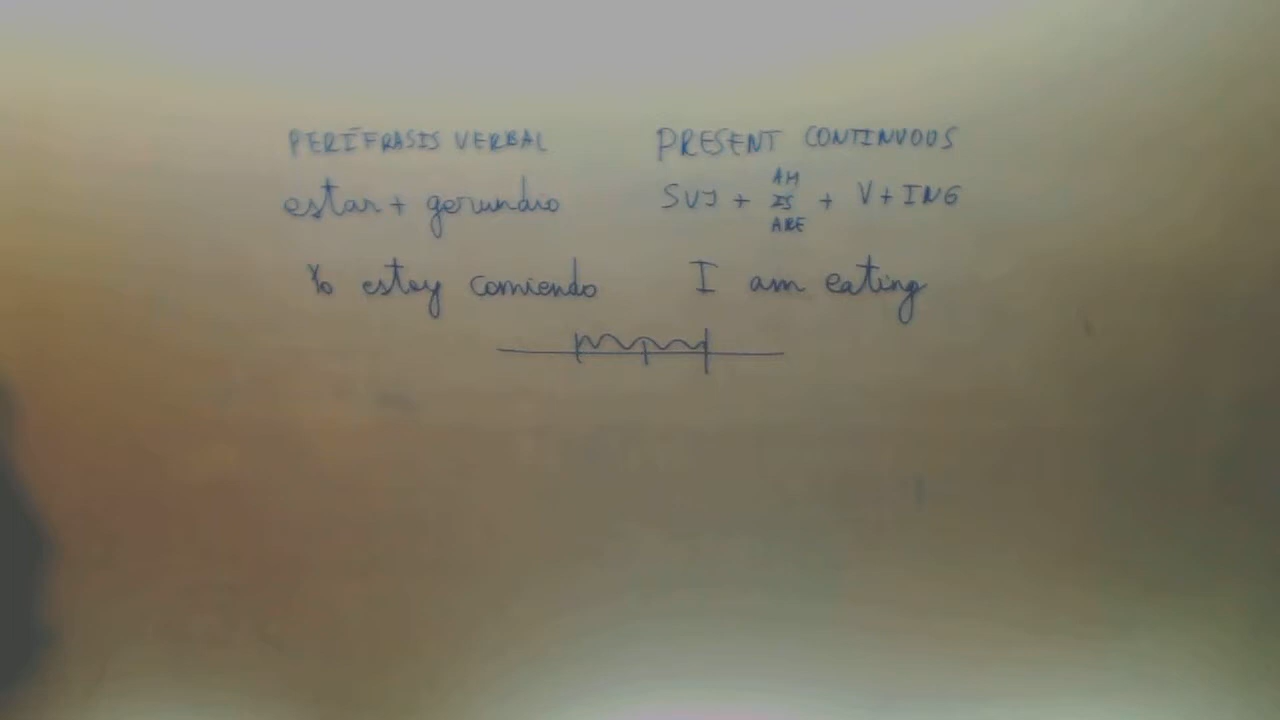 PERÍFRASIS VERBAL
estar + gerundio
Yo estoy comiendo
PRESENT CONTINUOUS
SUJ + AM IS ARE + V + ING
I am eating